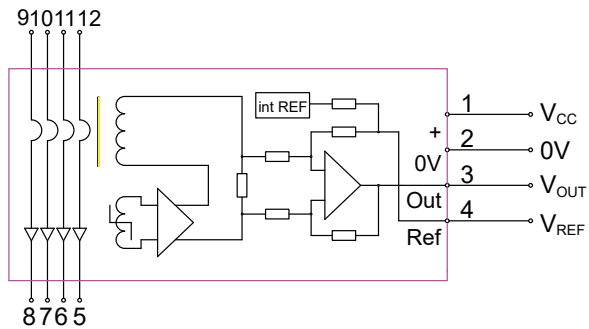 9101112
int REF
1
V_CC
+
2
0V
0V
3
V_OUT
Out
4
V_REF
Ref
8765